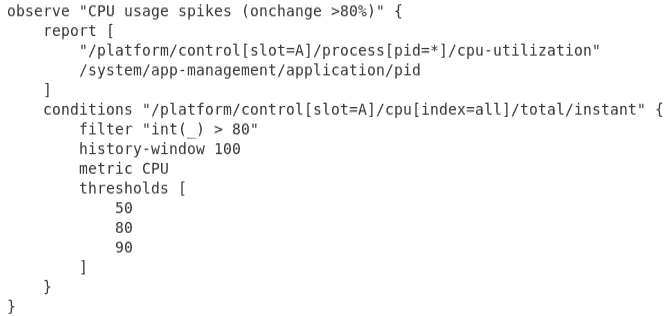 observe "CPU usage spikes (onchange >80%)" {
    report [
        "/platform/control[slot=A]/process[pid=*]/cpu-utilization"
        /system/app-management/application/pid
    ]
    conditions "/platform/control[slot=A]/cpu[index=all]/total/instant" {
        filter "int(_) > 80"
        history-window 100
        metric CPU
        thresholds [
            50
            80
            90
        ]
    }
}